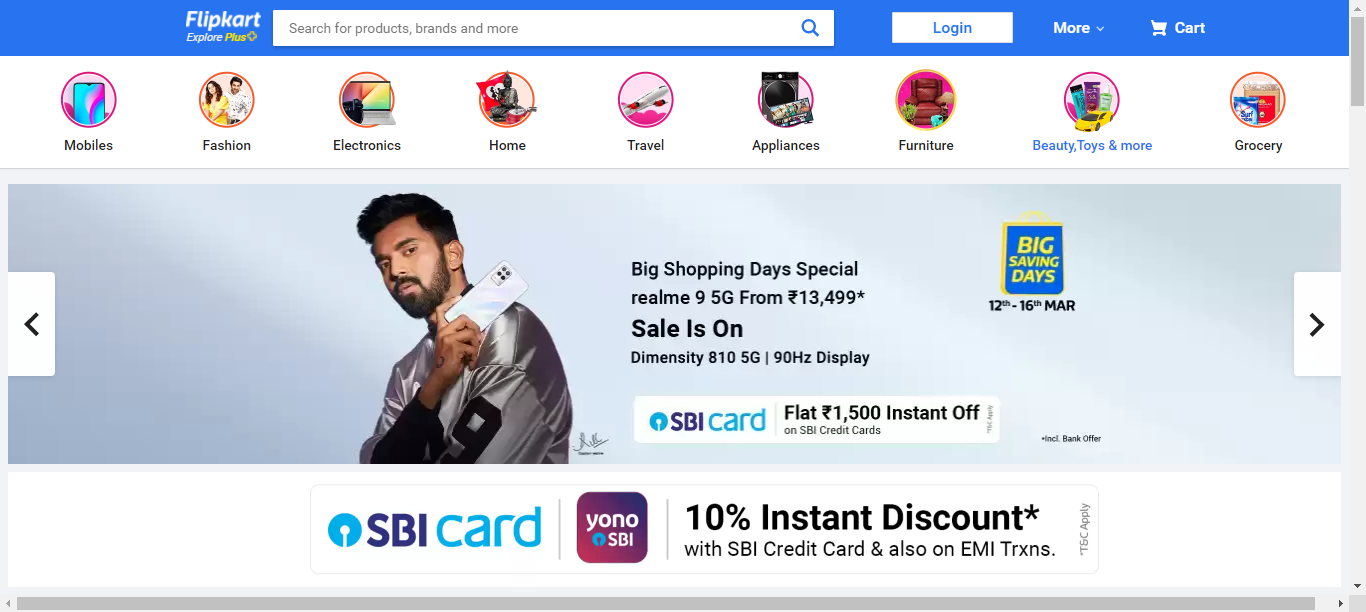 Flipkart
Explore Plus
Search for products, brands and more
Login
More
Cart
Mobiles
Fashion
Electronics
Home
Travel
Appliances
Furniture
Beauty,Toys & more
Grocery
Big Shopping Days Special
realme 9 5G From ₹13,499*
Sale Is On
Dimensity 810 5G | 90Hz Display
BIG
SAVING
DAYS
12th - 16th MAR
SBI card
Flat ₹1,500 Instant Off
on SBI Credit Cards
*T&C Apply
*Incl. Bank Offer
SBI card
yono
SBI
10% Instant Discount*
with SBI Credit Card & also on EMI Trxns.
*T&C Apply